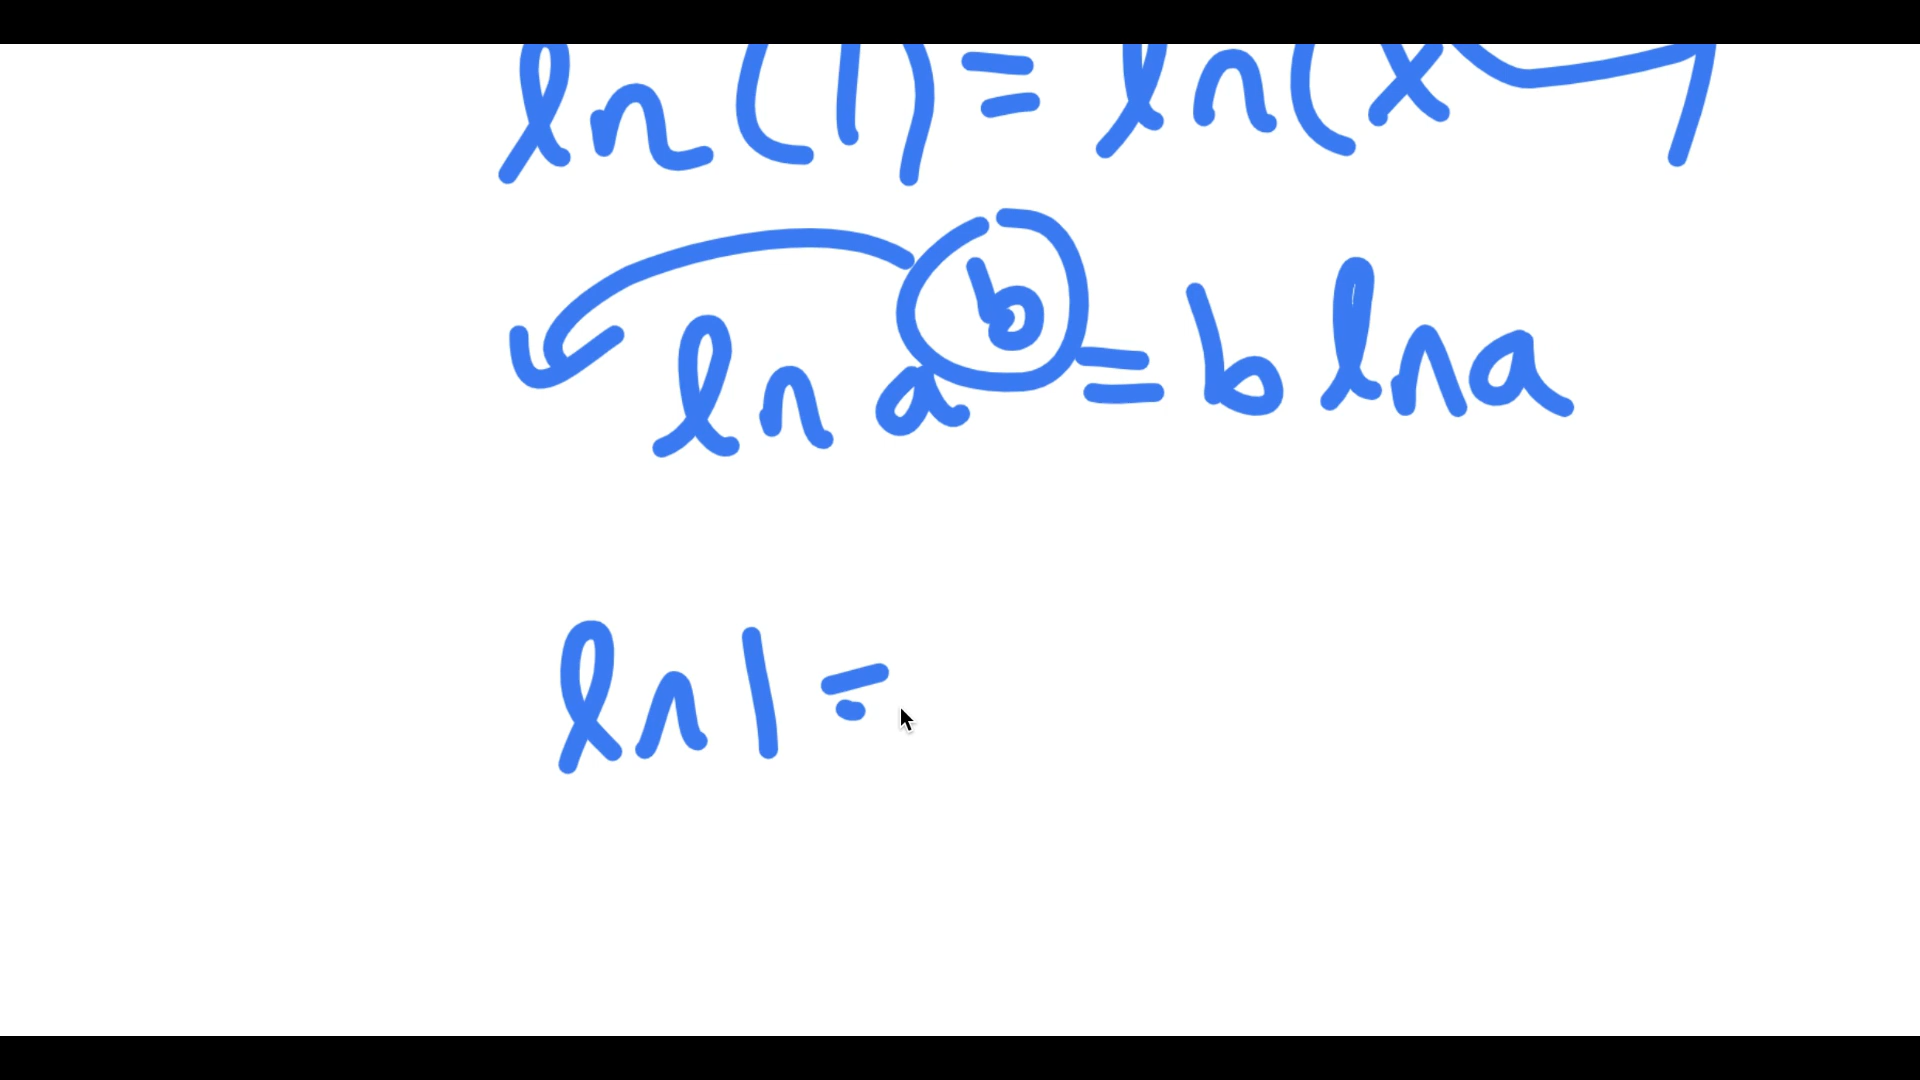 ln(1) = ln(x
ln a^b = b ln a
ln 1 =